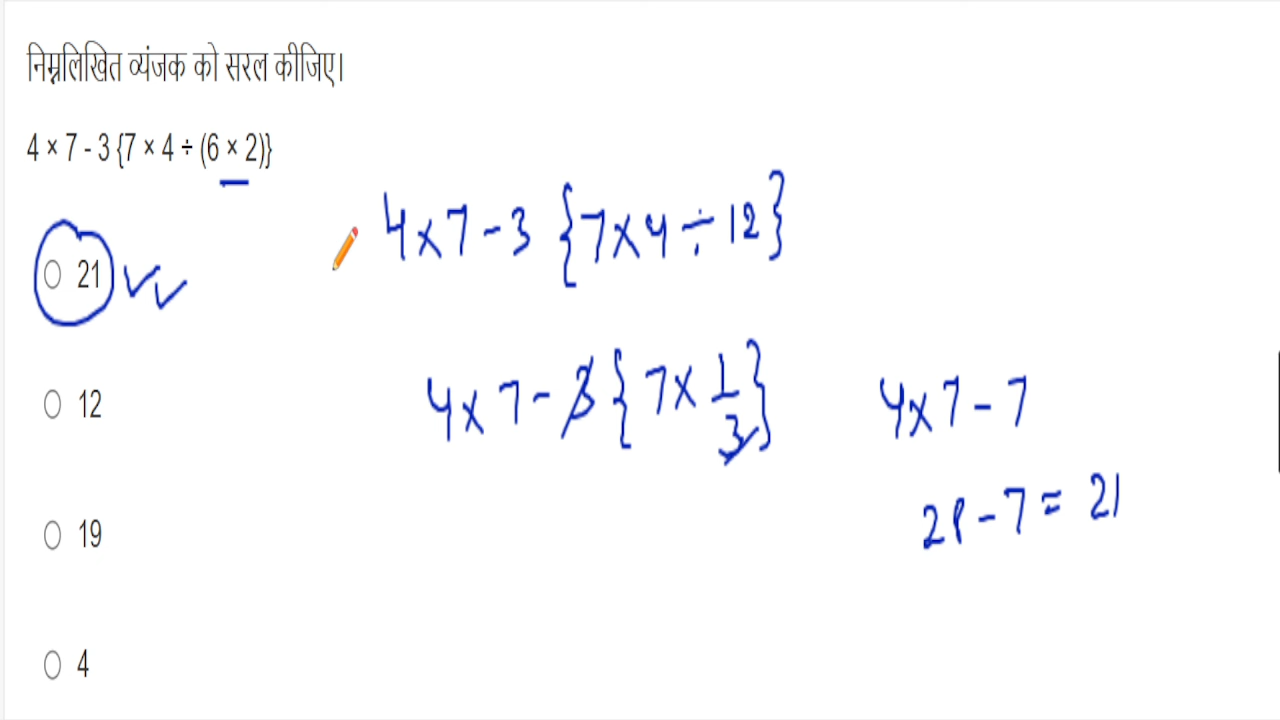 निम्नलिखित व्यंजक को सरल कीजिए।
4 × 7 - 3 {7 × 4 ÷ (6 × 2)}
4 × 7 - 3 {7 × 4 ÷ 12}
21
4 × 7 - 3 {7 × 1/3}
4 × 7 - 7
12
28 - 7 = 21
19
4